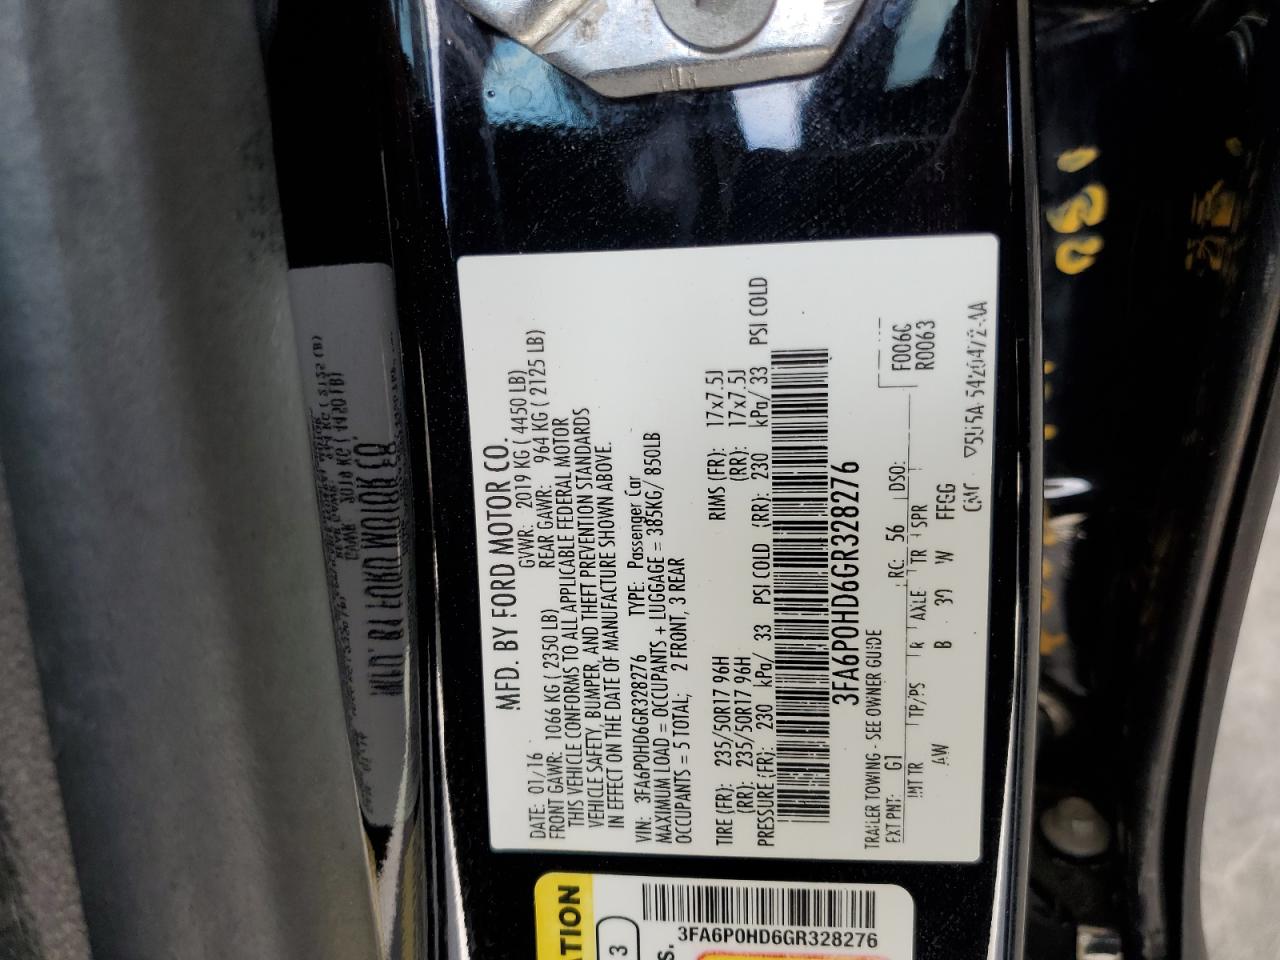 MFD. BY FORD MOTOR CO.
DATE: 01/16 GVWR: 2019 KG (4450 LB)
FRONT GAWR: 1066 KG (2350 LB) REAR GAWR: 964 KG (2125 LB)
THIS VEHICLE CONFORMS TO ALL APPLICABLE FEDERAL MOTOR
VEHICLE SAFETY, BUMPER, AND THEFT PREVENTION STANDARDS
IN EFFECT ON THE DATE OF MANUFACTURE SHOWN ABOVE.
VIN: 3FA6P0HD6GR328276 TYPE: Passenger Car
MAXIMUM LOAD = OCCUPANTS + LUGGAGE = 385KG/ 850LB
OCCUPANTS = 5 TOTAL; 2 FRONT, 3 REAR
TIRE (FR): 235/50R17 96H RIMS (FR): 17x7.5J
(RR): 235/50R17 96H (RR): 17x7.5J
PRESSURE (FR): 230 kPa/ 33 PSI COLD (RR): 230 kPa/ 33 PSI COLD
3FA6P0HD6GR328276
TRAILER TOWING - SEE OWNER GUIDE
EXT PNT: G1 RC: 56 DSO: F006C
INT TR TP/PS R AXLE TR SPR R0063
AW B W FFGG
3FA6P0HD6GR328276
3